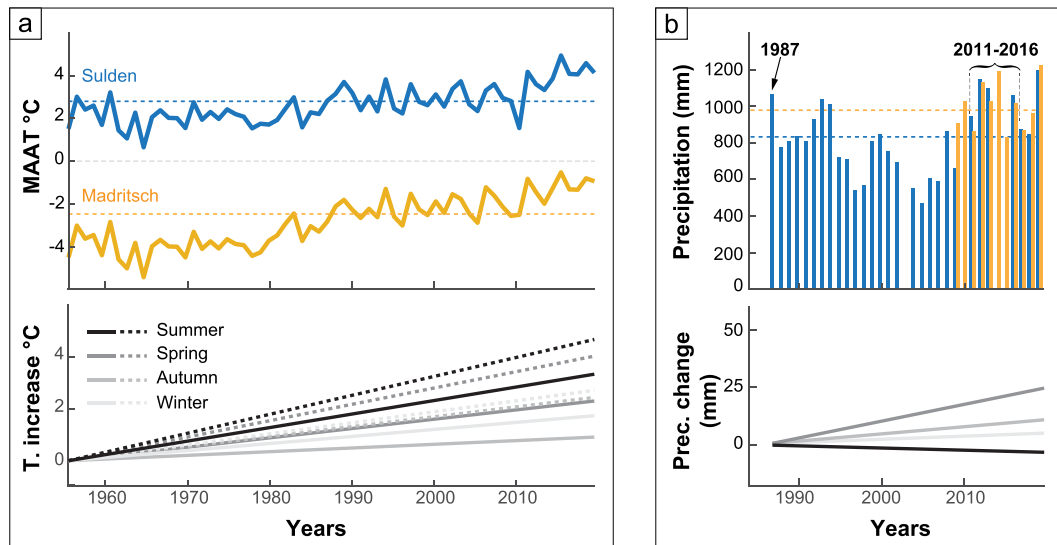 a
MAAT °C
4
2
0
-2
-4
Sulden
Madritsch
T. increase °C
4
2
0
Summer
Spring
Autumn
Winter
1960 1970 1980 1990 2000 2010
Years
b
Precipitation (mm)
1200
1000
800
600
400
200
0
1987
2011-2016
Prec. change
(mm)
50
25
0
1990 2000 2010
Years